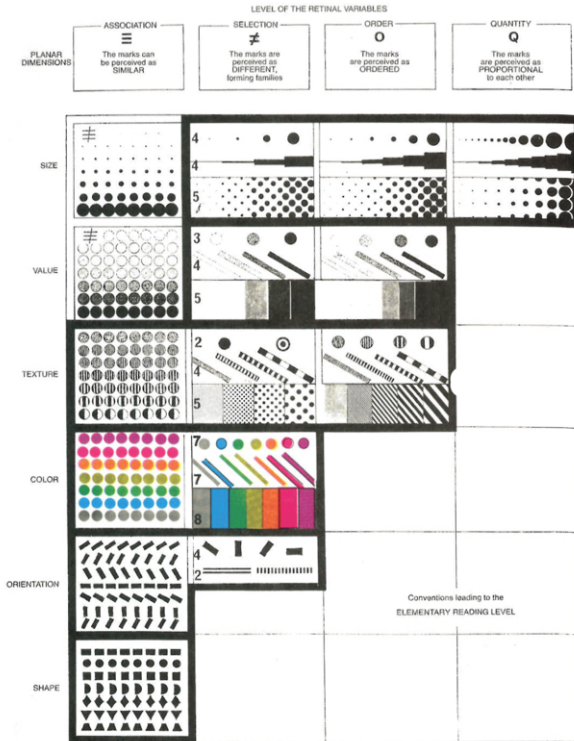 LEVEL OF THE RETINAL VARIABLES
PLANAR
DIMENSIONS
ASSOCIATION
≡
The marks can
be perceived as
SIMILAR
SELECTION
≠
The marks are
perceived as
DIFFERENT,
forming families
ORDER
O
The marks
are perceived as
ORDERED
QUANTITY
Q
The marks
are perceived as
PROPORTIONAL
to each other
SIZE
≢
4
4
5
VALUE
≢
3
4
5
TEXTURE
2
4
5
COLOR
7
7
8
ORIENTATION
4
2
Conventions leading to the
ELEMENTARY READING LEVEL
SHAPE